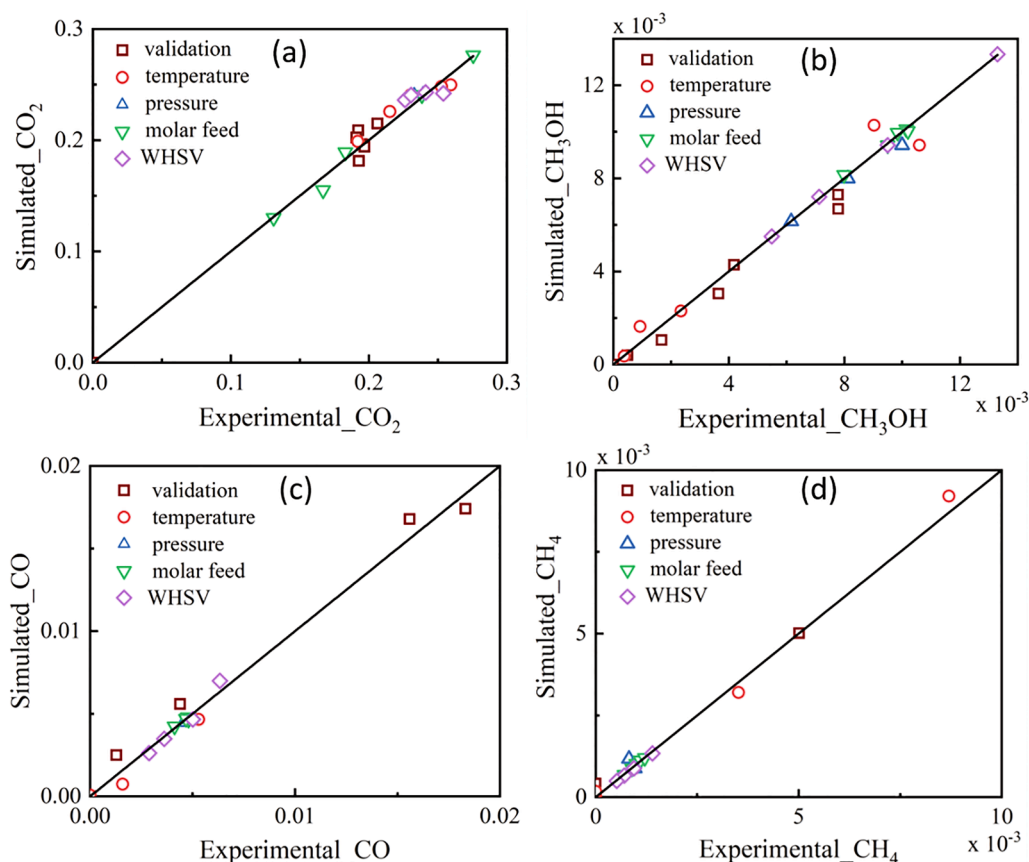 (a)
0.3
0.2
0.1
0.0
Simulated_CO₂
validation
temperature
pressure
molar feed
WHSV
0.0
0.1
0.2
0.3
Experimental_CO₂
(b)
x 10⁻³
12
8
4
0
Simulated_CH₃OH
validation
temperature
pressure
molar feed
WHSV
0
4
8
12
x 10⁻³
Experimental_CH₃OH
(c)
0.02
0.01
0.00
Simulated_CO
validation
temperature
pressure
molar feed
WHSV
0.00
0.01
0.02
Experimental_CO
(d)
x 10⁻³
10
5
0
Simulated_CH₄
validation
temperature
pressure
molar feed
WHSV
0
5
10
x 10⁻³
Experimental_CH₄